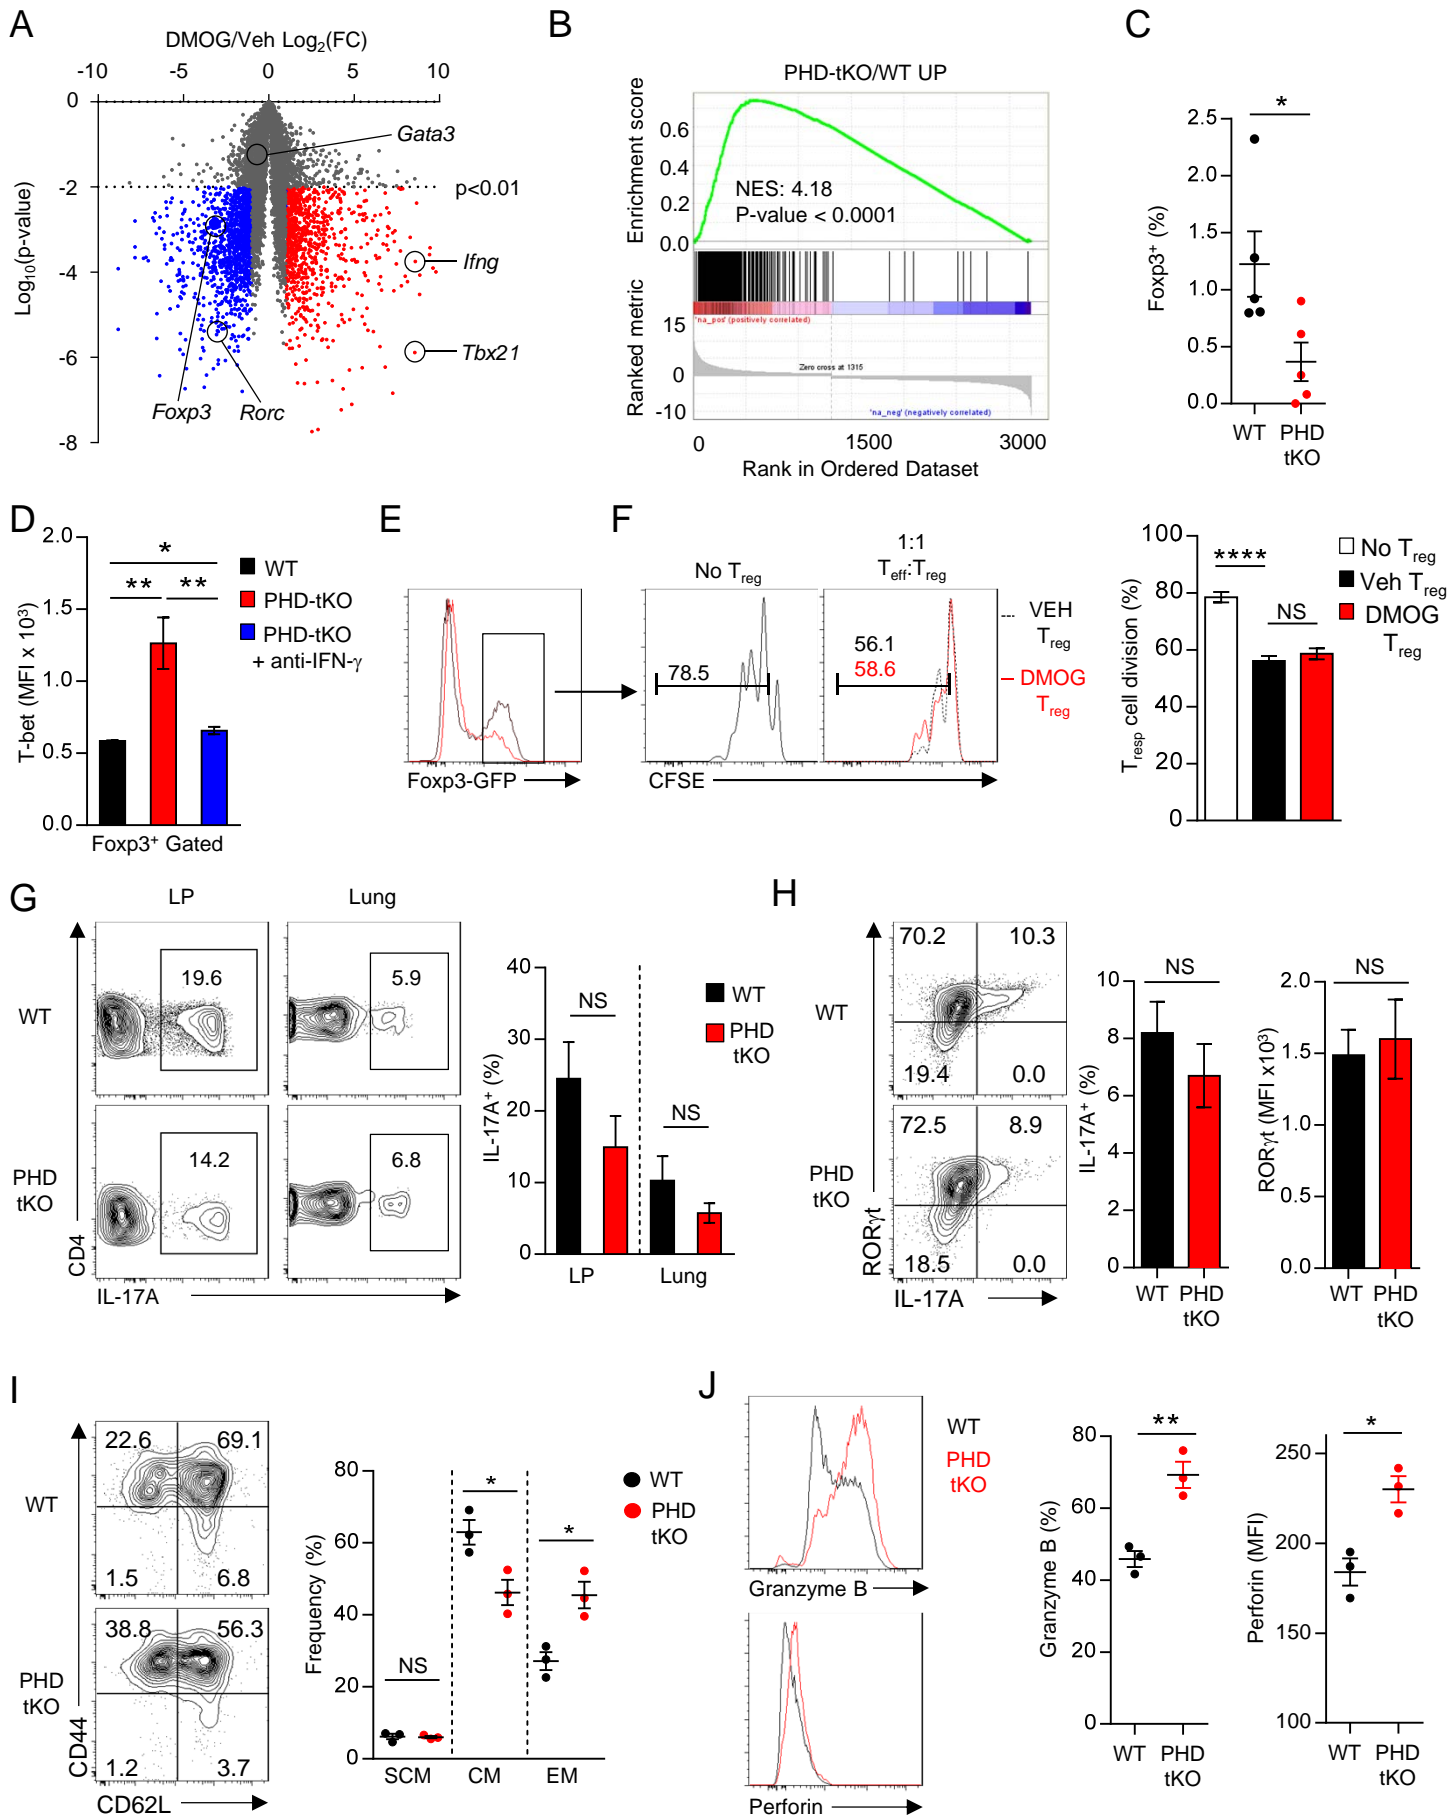 A
DMOG/Veh Log2(FC)
-10 -5 0 5 10
0
-2
-4
-6
-8
Log10(p-value)
Gata3
p<0.01
Ifng
Tbx21
Foxp3 Rorc
B
PHD-tKO/WT UP
Enrichment score
0.6
0.4
0.2
0.0
NES: 4.18
P-value < 0.0001
'na_pos' (positively correlated)
Ranked metric
15
0
-10
Zero cross at 1315
'na_neg' (negatively correlated)
0 1500 3000
Rank in Ordered Dataset
C
*
Foxp3+ (%)
2.5
2.0
1.5
1.0
0.5
0.0
WT PHD
tKO
D
T-bet (MFI x 10³)
2.0
1.5
1.0
0.5
0.0
*
** **
WT
PHD-tKO
PHD-tKO
+ anti-IFN-γ
Foxp3+ Gated
E
Foxp3-GFP
F
No Treg
1:1
Teff:Treg
78.5
56.1
58.6
VEH
Treg
DMOG
Treg
CFSE
Tresp cell division (%)
100
80
60
40
20
0
****
NS
No Treg
Veh Treg
DMOG
Treg
G
LP Lung
WT
19.6 5.9
PHD
tKO
14.2 6.8
CD4
IL-17A
IL-17A+ (%)
40
30
20
10
0
NS
NS
WT
PHD
tKO
LP Lung
H
WT
70.2 10.3
19.4 0.0
PHD
tKO
72.5 8.9
18.5 0.0
RORγt
IL-17A
IL-17A+ (%)
10
8
6
4
2
0
NS
WT PHD
tKO
RORγt (MFI x10³)
2.0
1.5
1.0
0.5
0.0
NS
WT PHD
tKO
I
WT
22.6 69.1
1.5 6.8
PHD
tKO
38.8 56.3
1.2 3.7
CD44
CD62L
Frequency (%)
80
60
40
20
0
NS
*
*
WT
PHD
tKO
SCM CM EM
J
WT
PHD
tKO
Granzyme B
Perforin
Granzyme B (%)
80
60
40
20
0
**
WT PHD
tKO
Perforin (MFI)
250
200
150
100
*
WT PHD
tKO